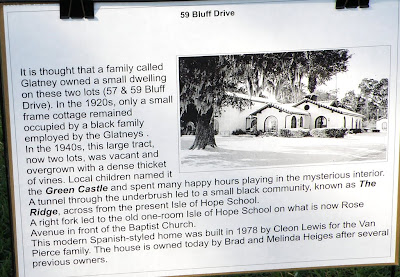 59 Bluff Drive
It is thought that a family called
Glatney owned a small dwelling
on these two lots (57 & 59 Bluff
Drive). In the 1920s, only a small
frame cottage remained
occupied by a black family
employed by the Glatneys .
In the 1940s, this large tract,
now two lots, was vacant and
overgrown with a dense thicket
of vines. Local children named it
the Green Castle and spent many happy hours playing in the mysterious interior.
A tunnel through the underbrush led to a small black community, known as The
Ridge, across from the present Isle of Hope School.
A right fork led to the old one-room Isle of Hope School on what is now Rose
Avenue in front of the Baptist Church.
This modern Spanish-styled home was built in 1978 by Cleon Lewis for the Van
Pierce family. The house is owned today by Brad and Melinda Heiges after several
previous owners.